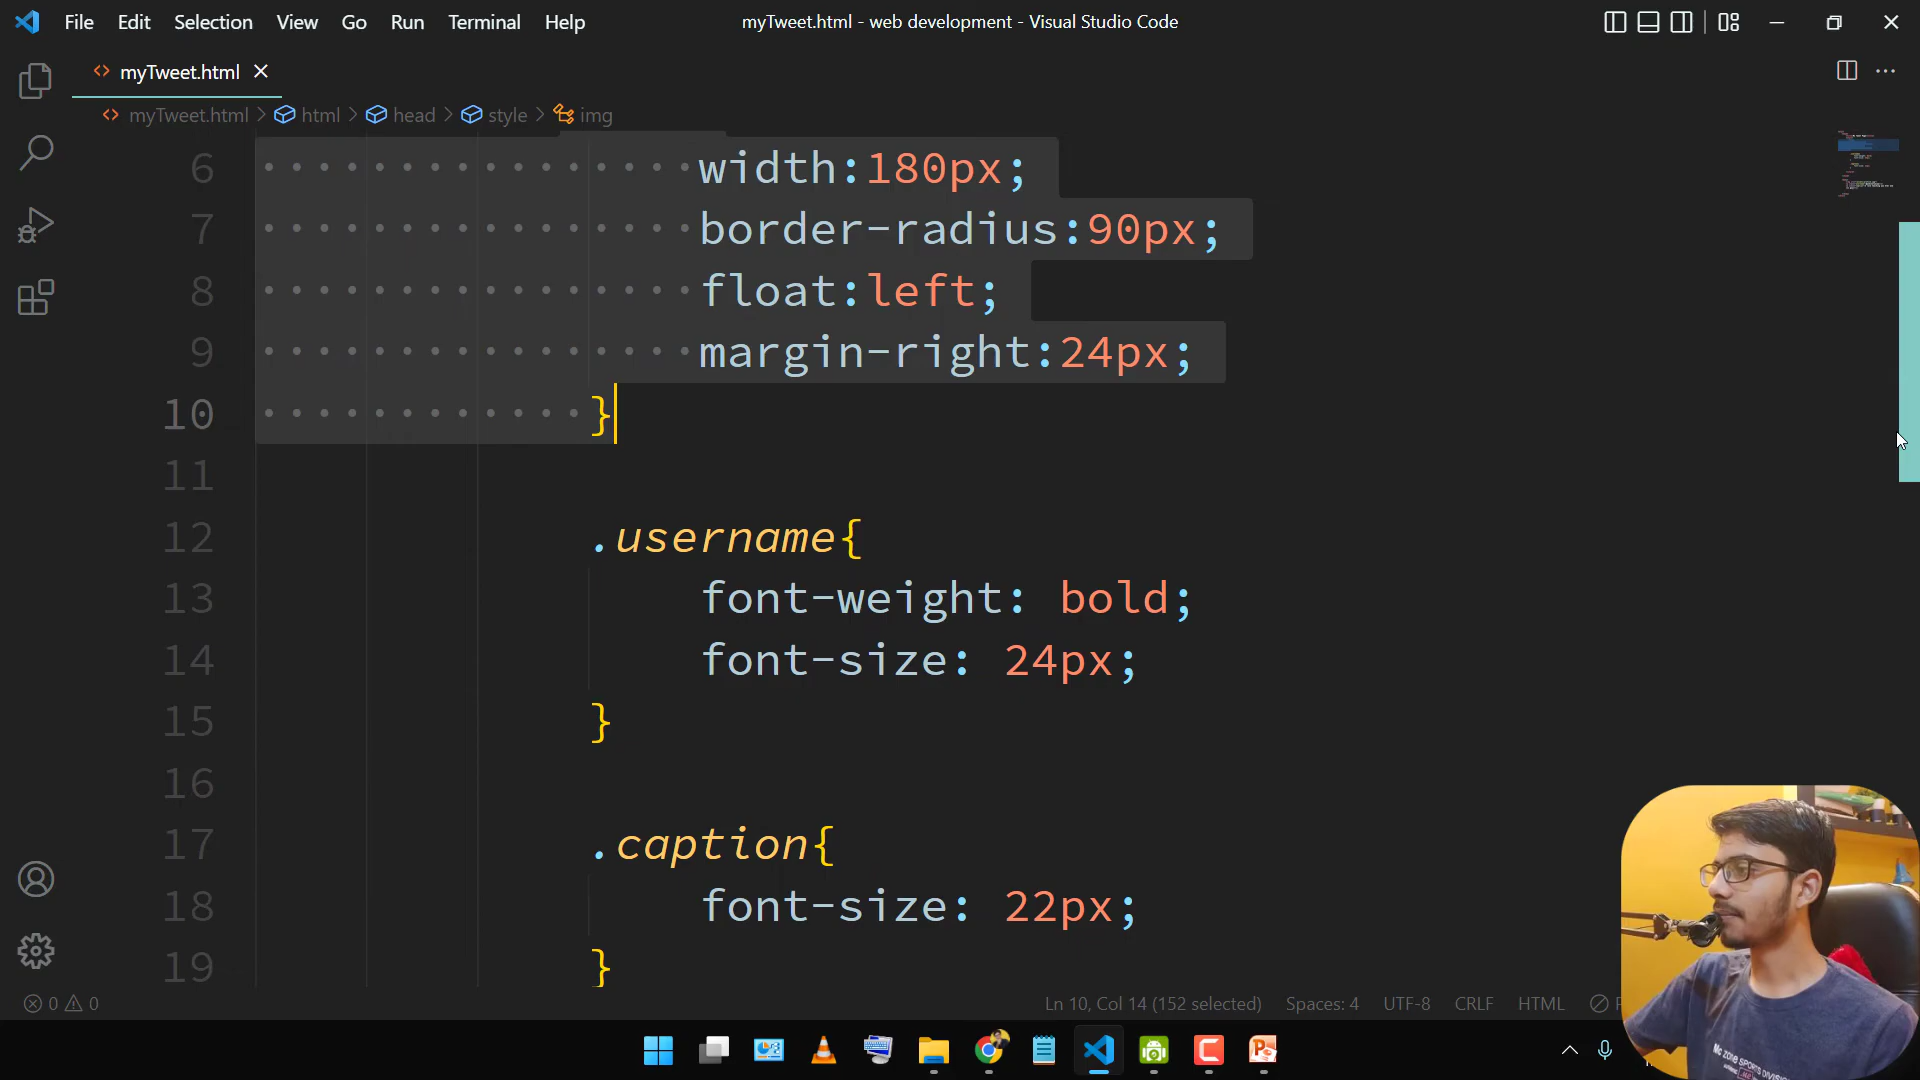 File Edit Selection View Go Run Terminal Help myTweet.html - web development - Visual Studio Code
myTweet.html
myTweet.html > html > head > style > img
6 width:180px;
7 border-radius:90px;
8 float:left;
9 margin-right:24px;
10 }
11
12 .username{
13 font-weight: bold;
14 font-size: 24px;
15 }
16
17 .caption{
18 font-size: 22px;
19 }
0 0 Ln 10, Col 14 (152 selected) Spaces: 4 UTF-8 CRLF HTML